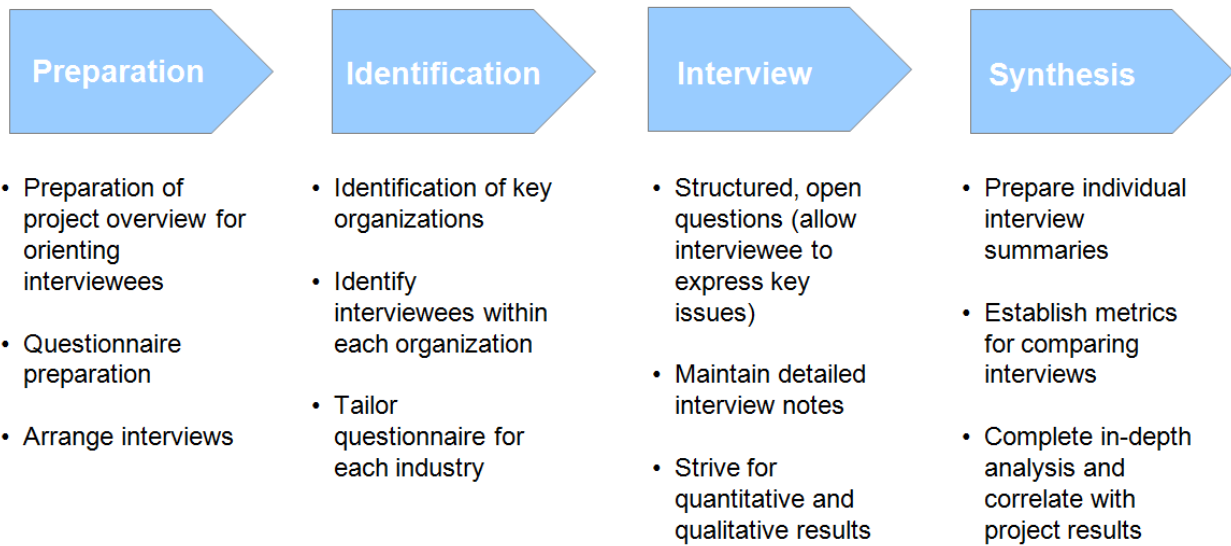 Preparation
Identification
Interview
Synthesis
• Preparation of
project overview for
orienting
interviewees
• Questionnaire
preparation
• Arrange interviews
• Identification of key
organizations
• Identify
interviewees within
each organization
• Tailor
questionnaire for
each industry
• Structured, open
questions (allow
interviewee to
express key
issues)
• Maintain detailed
interview notes
• Strive for
quantitative and
qualitative results
• Prepare individual
interview
summaries
• Establish metrics
for comparing
interviews
• Complete in-depth
analysis and
correlate with
project results